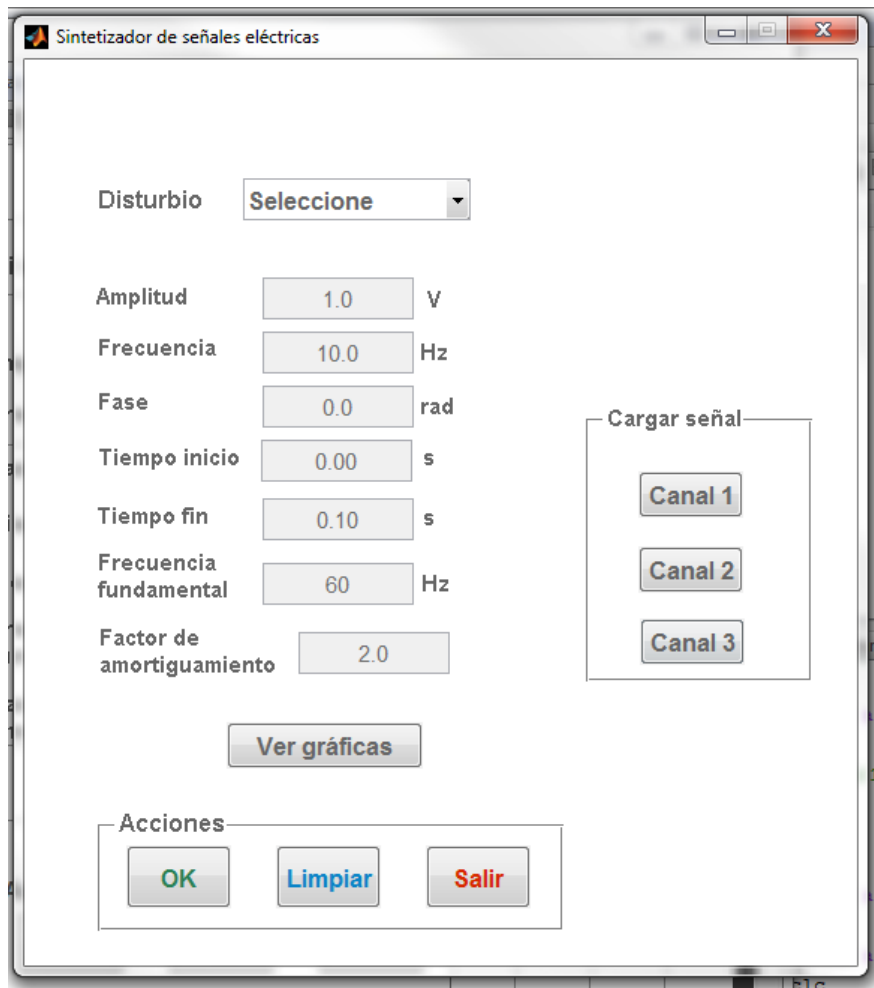 Sintetizador de señales eléctricas
Disturbio Seleccione
Amplitud 1.0 V
Frecuencia 10.0 Hz
Fase 0.0 rad
Tiempo inicio 0.00 s
Tiempo fin 0.10 s
Frecuencia
fundamental 60 Hz
Factor de
amortiguamiento 2.0
Ver gráficas
Cargar señal
Canal 1
Canal 2
Canal 3
Acciones
OK Limpiar Salir